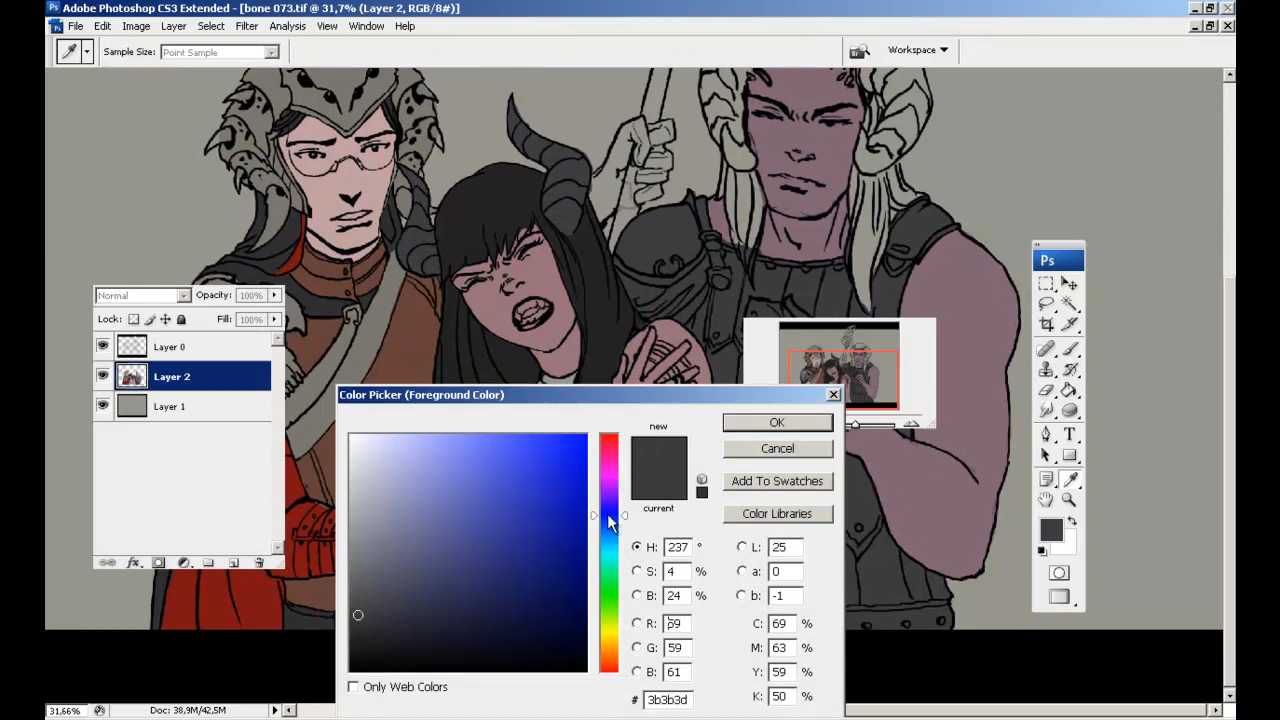 Ps Adobe Photoshop CS3 Extended - [bone 073.tif @ 31,7% (Layer 2, RGB/8#)]
File Edit Image Layer Select Filter Analysis View Window Help
Sample Size: Point Sample
Workspace
Normal Opacity: 100%
Lock: Fill: 100%
Layer 0
Layer 2
Layer 1
Ps
T
Color Picker (Foreground Color)
new
current
OK
Cancel
Add To Swatches
Color Libraries
H: 237 ° L: 25
S: 4 % a: 0
B: 24 % b: -1
R: 59 C: 69 %
G: 59 M: 63 %
B: 61 Y: 59 %
# 3b3b3d K: 50 %
Only Web Colors
31,66% Doc: 38,9M/42,5M